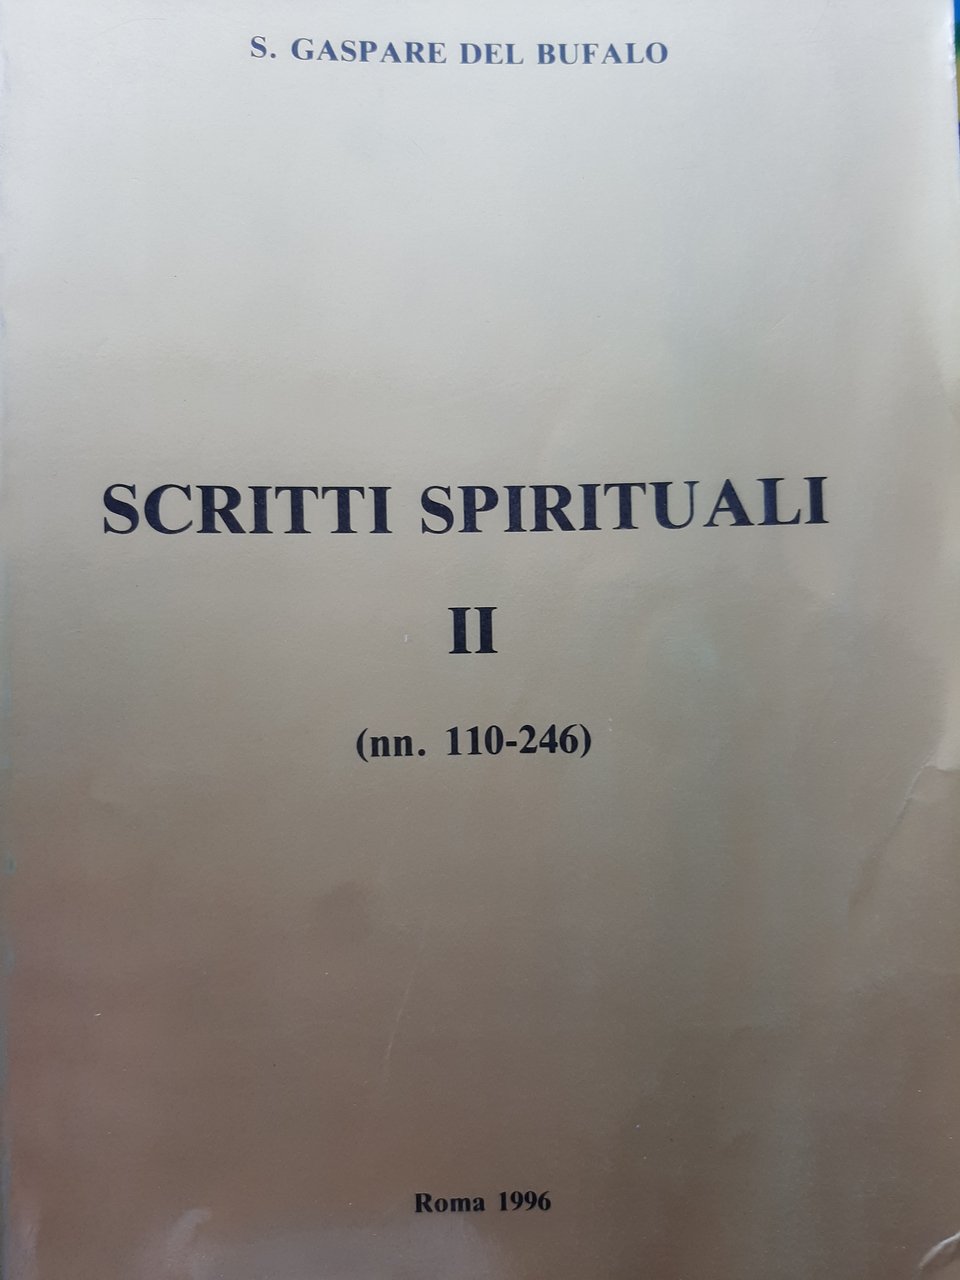 S. GASPARE DEL BUFALO
SCRITTI SPIRITUALI
II
(nn. 110-246)
Roma 1996